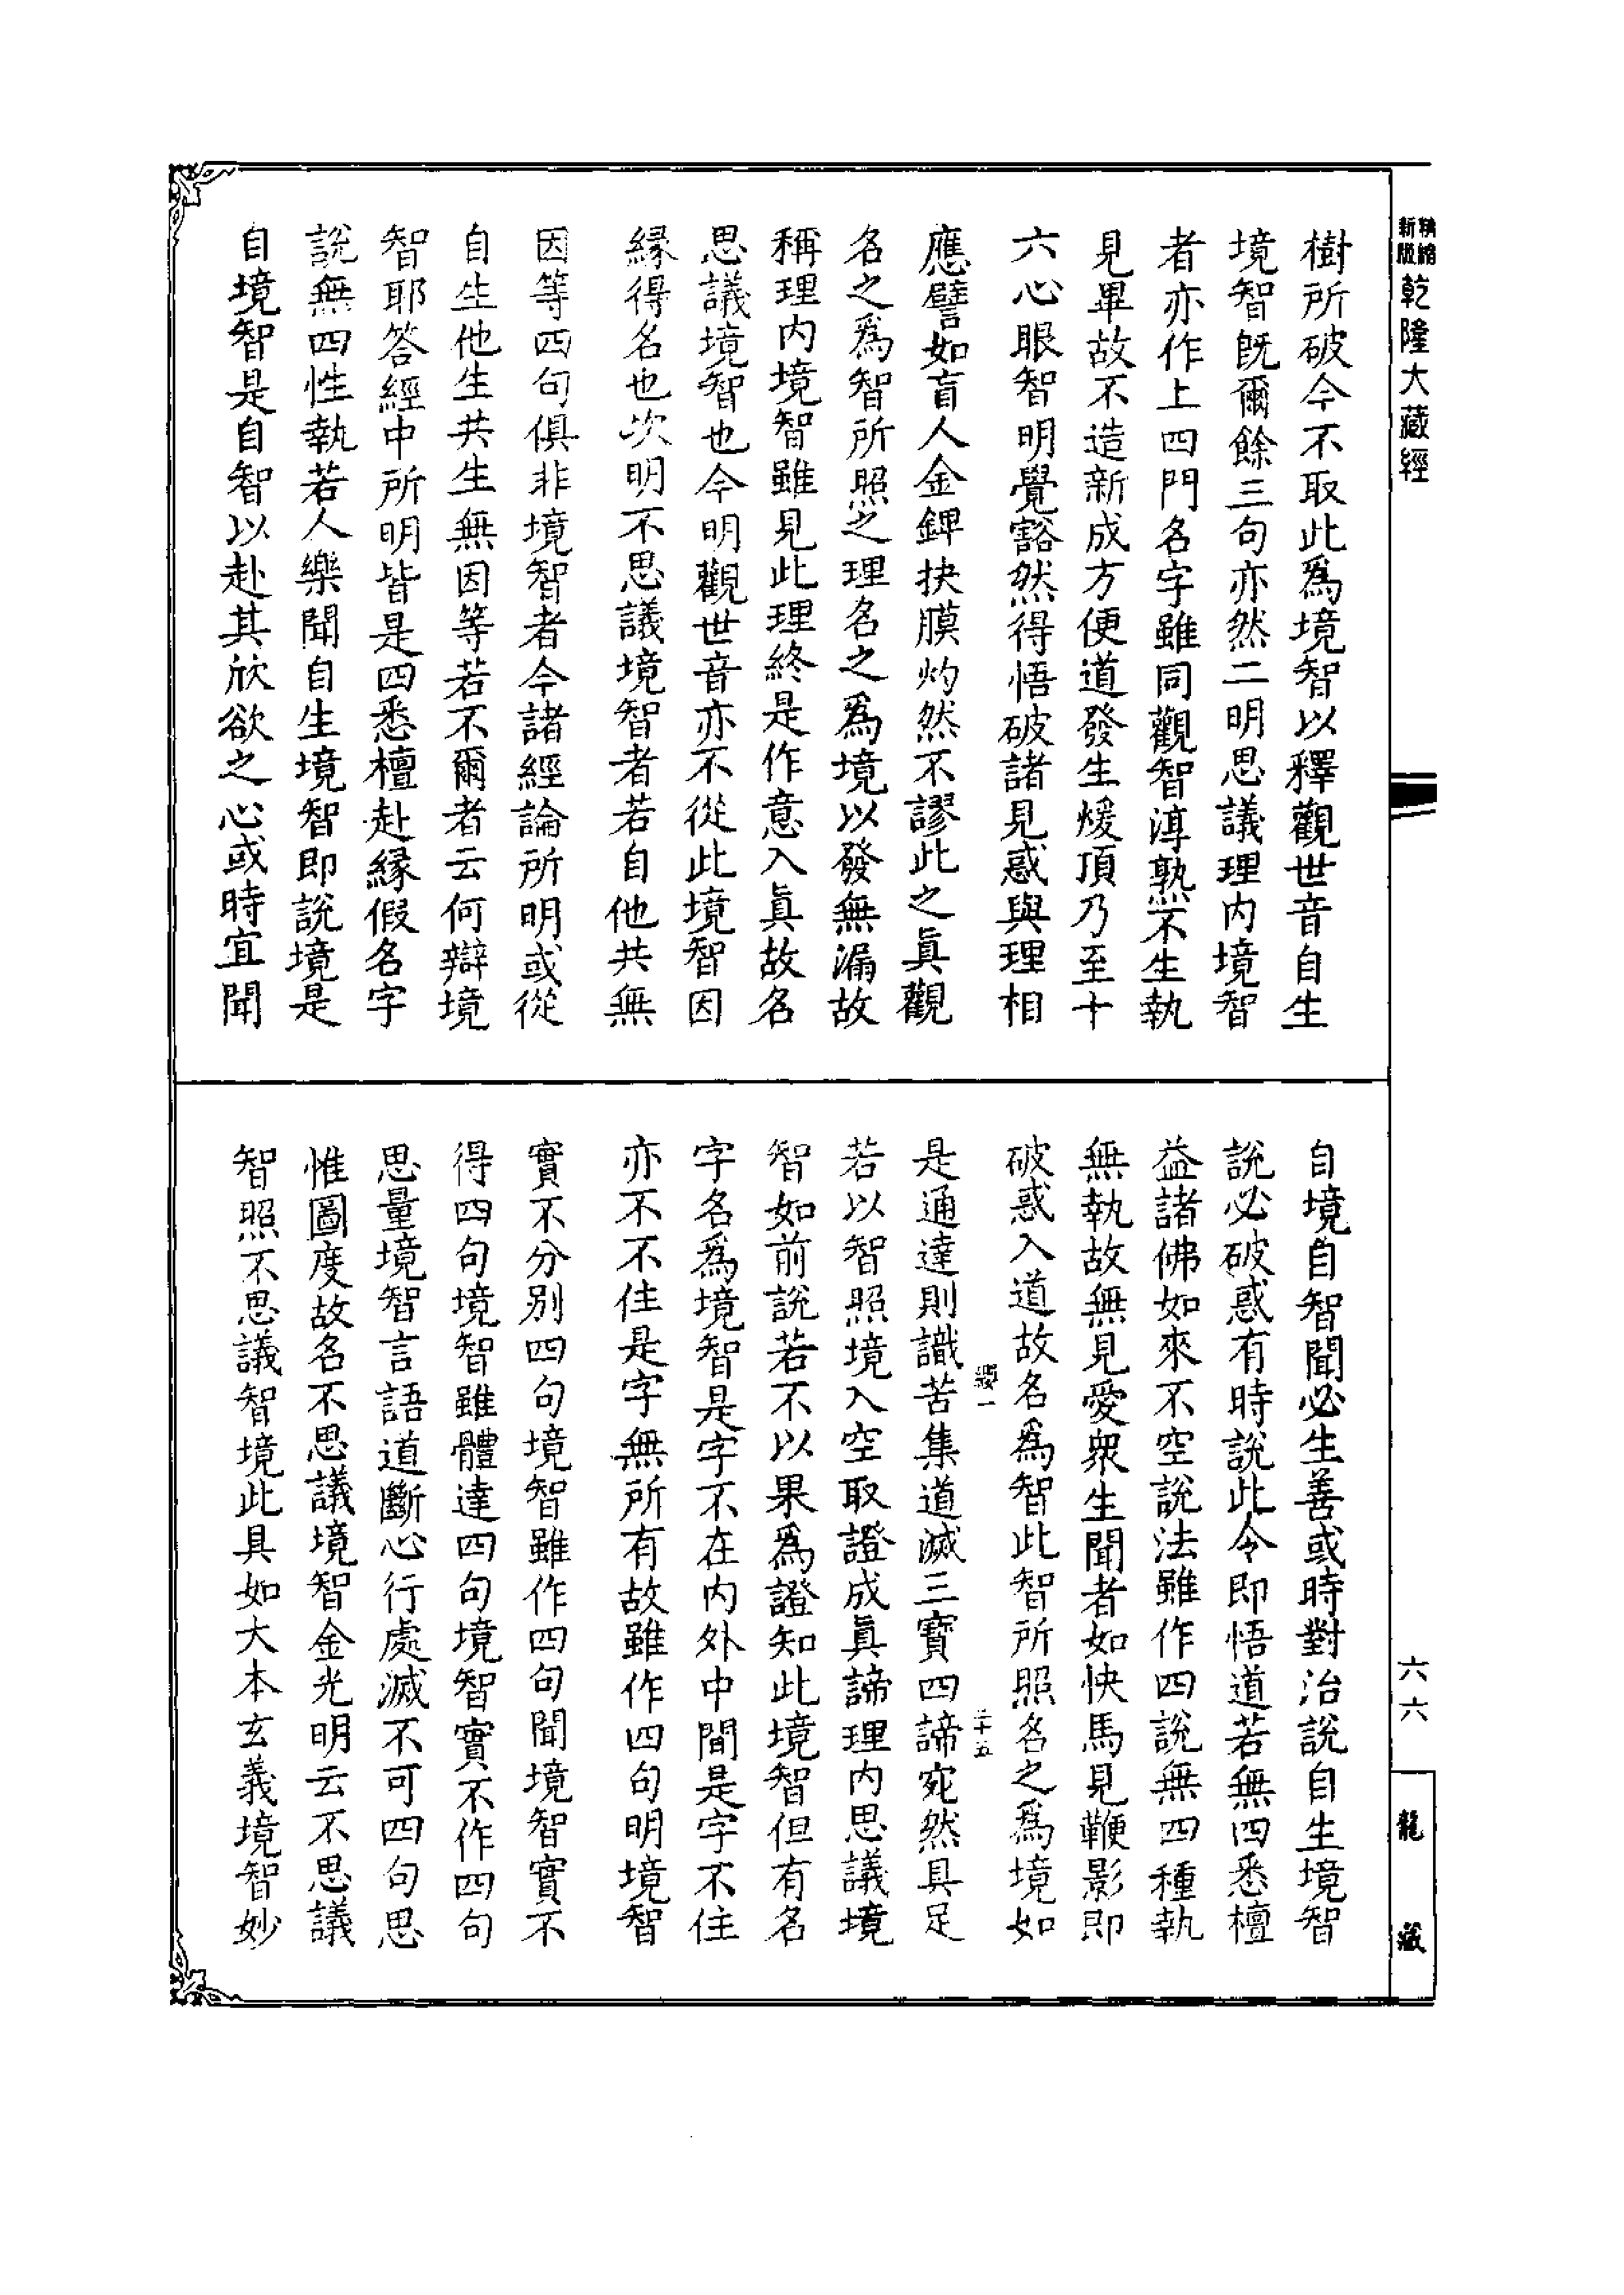 精縮
新版
乾隆大藏經
樹所破今不取此爲境智以釋觀世音自生
境智旣爾餘三句亦然二明思議理內境智
者亦作上四門名字雖同觀智淳熟不生執
見畢故不造新成方便道發生煖頂乃至十
六心眼智明覺豁然得悟破諸見惑與理相
應譬如盲人金錍抉膜灼然不謬此之眞觀
名之爲智所照之理名之爲境以發無漏故
稱理內境智雖見此理終是作意入眞故名
思議境智也今明觀世音亦不從此境智因
緣得名也次明不思議境智者若自他共無
因等四句俱非境智者今諸經論所明或從
自生他生共生無因等若不爾者云何辯境
智耶答經中所明皆是四悉檀赴緣假名字
說無四性執若人樂聞自生境智即說境是
自境智是自智以赴其欣欲之心或時宜聞
自境自智聞必生善或時對治說自生境智
說必破惑有時說此令即悟道若無四悉檀
益諸佛如來不空說法雖作四說無四種執
無執故無見愛衆生聞者如快馬見鞭影即
破惑入道故名爲智此智所照名之爲境如
是通達則識苦集道滅三寶四諦宛然具足
若以智照境入空取證成眞諦理內思議境
智如前說若不以果爲證知此境智但有名
字名爲境智是字不在內外中間是字不住
亦不不住是字無所有故雖作四句明境智
實不分別四句境智雖作四句聞境智實不
得四句境智雖體達四句境智實不作四句
思量境智言語道斷心行處滅不可四句思
惟圖度故名不思議境智金光明云不思議
智照不思議智境此具如大本玄義境智妙
六六
龍藏